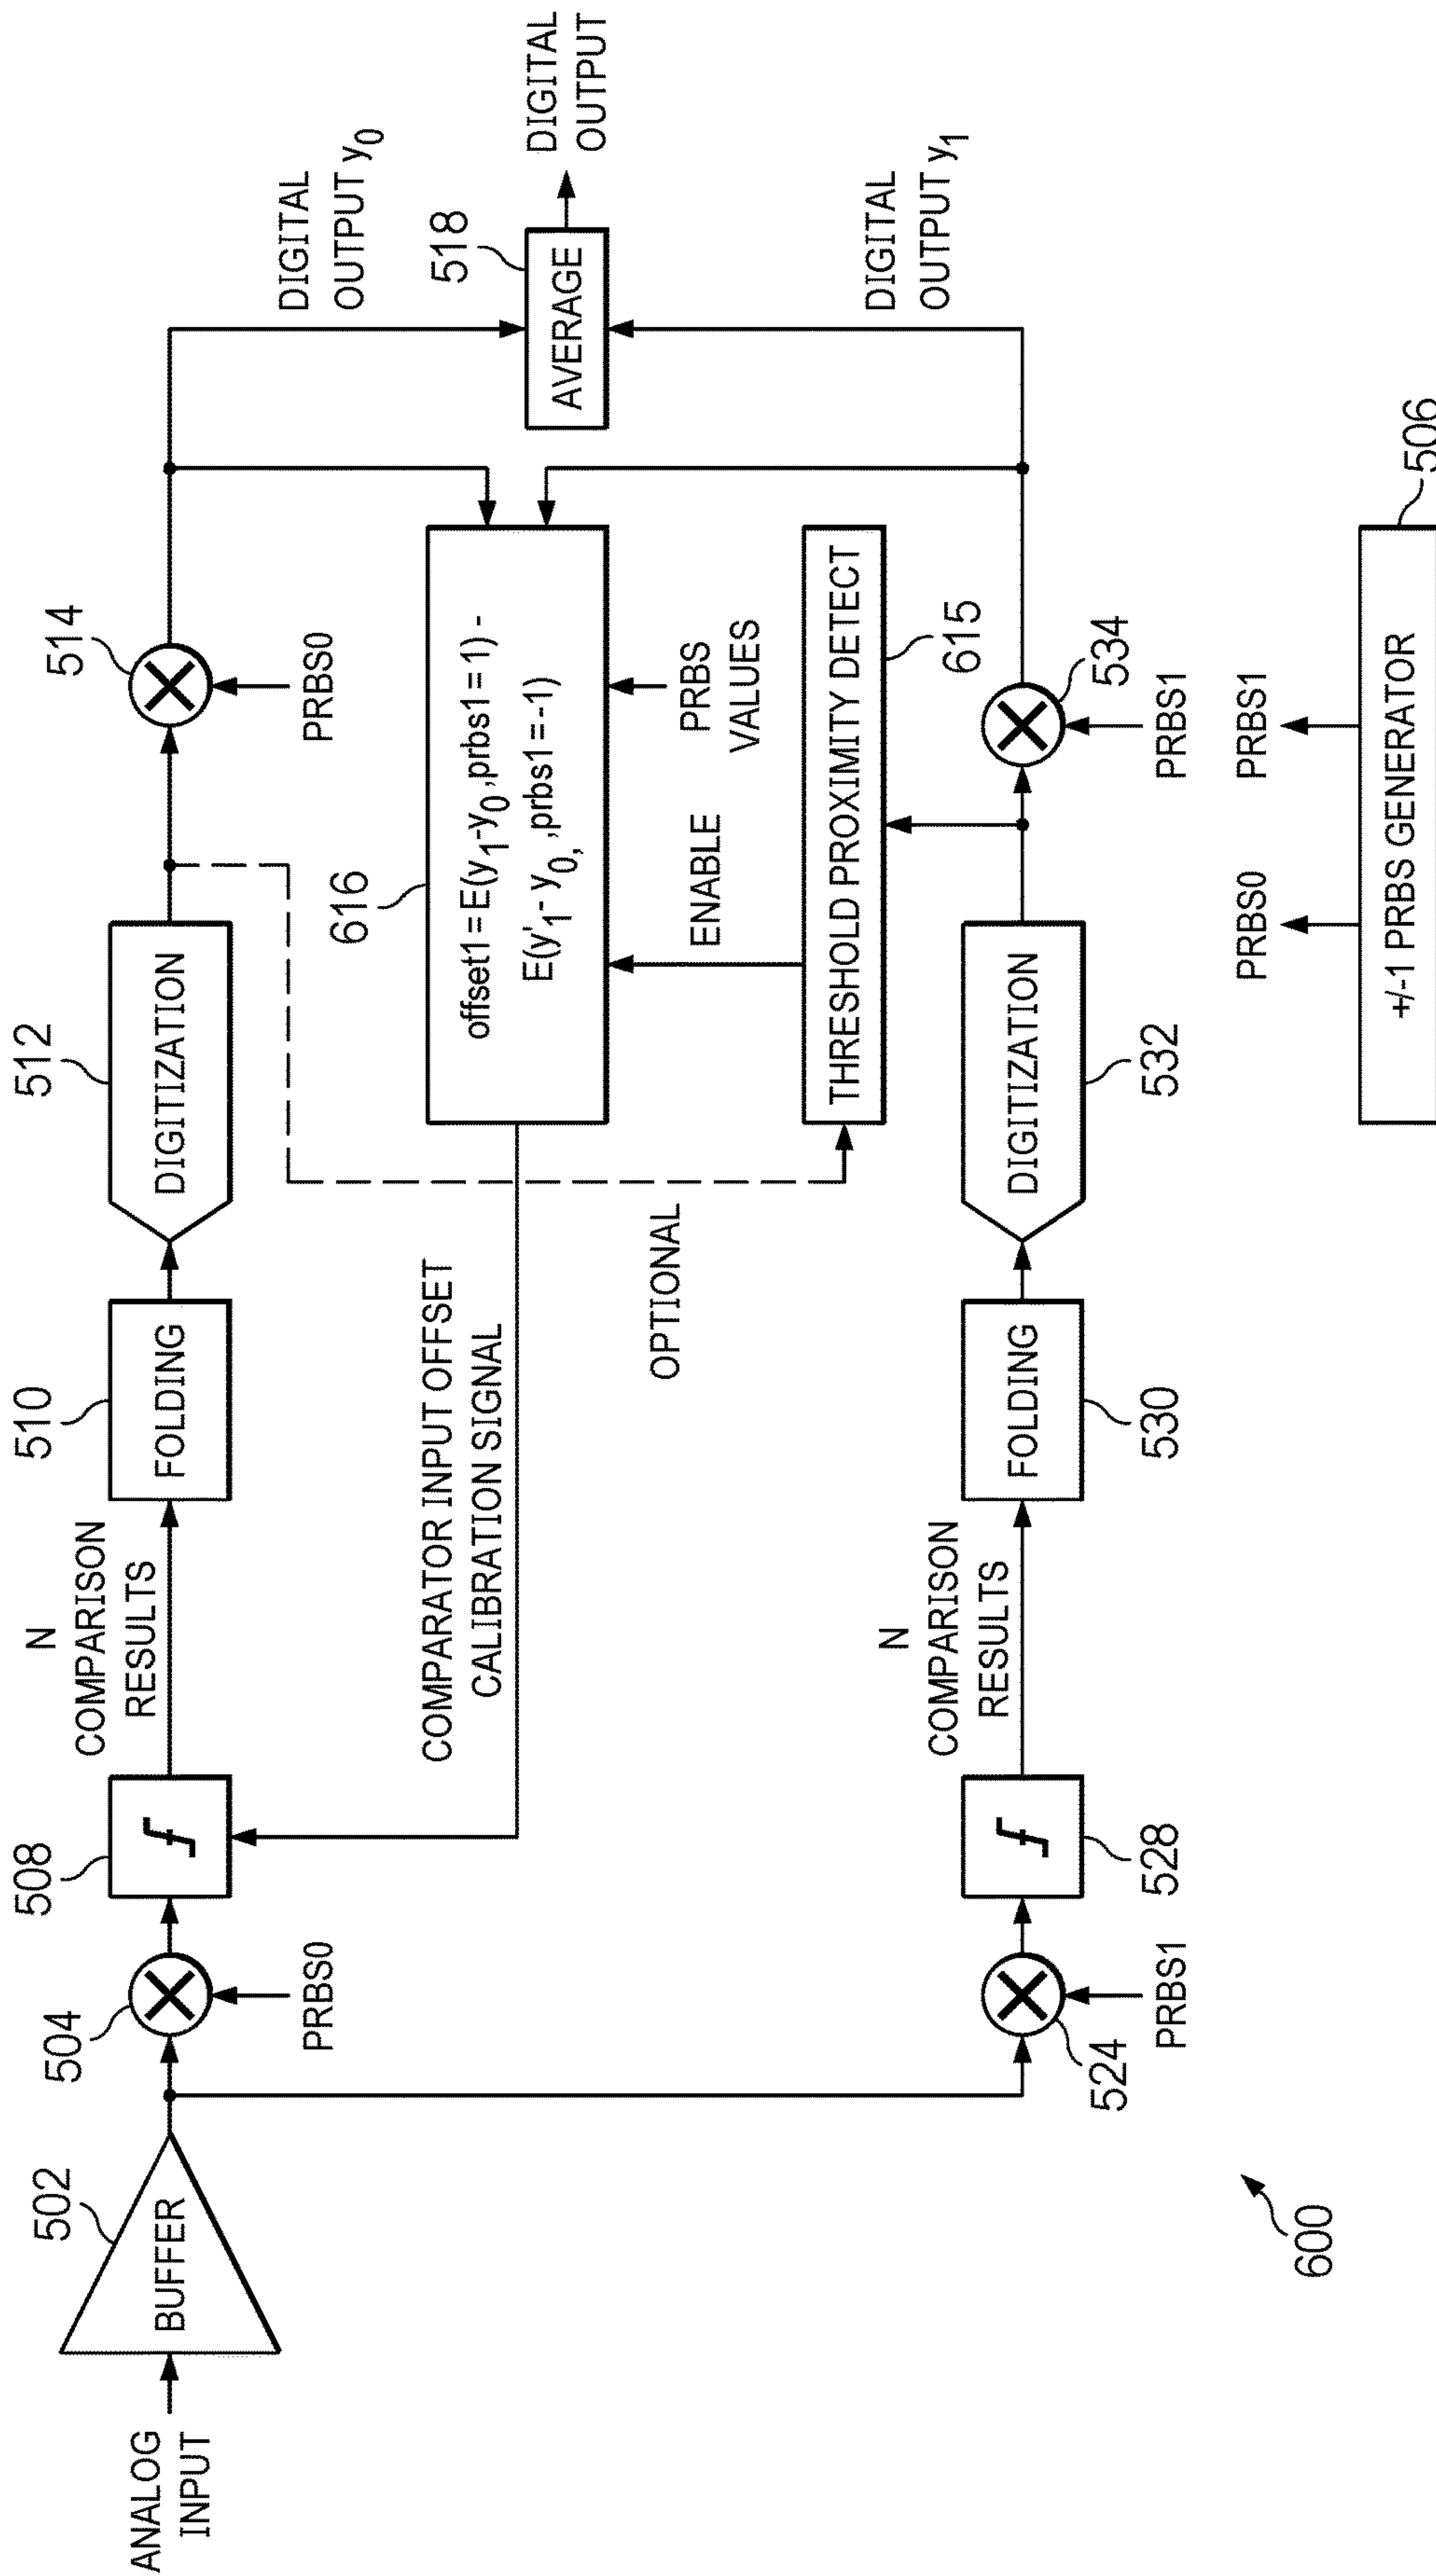 ANALOG
INPUT
502
BUFFER
504
PRBS0
508
N
COMPARISON
RESULTS
510
FOLDING
512
DIGITIZATION
514
PRBS0
DIGITAL
OUTPUT y0
518
AVERAGE
DIGITAL
OUTPUT
COMPARATOR INPUT OFFSET
CALIBRATION SIGNAL
616
offset1 = E(y1-y0,prbs1 = 1) -
E(y'1- y0, ,prbs1 = -1)
OPTIONAL
ENABLE
PRBS
VALUES
THRESHOLD PROXIMITY DETECT
615
DIGITAL
OUTPUT y1
524
PRBS1
528
N
COMPARISON
RESULTS
530
FOLDING
532
DIGITIZATION
534
PRBS1
600
PRBS0
PRBS1
+/-1 PRBS GENERATOR
506